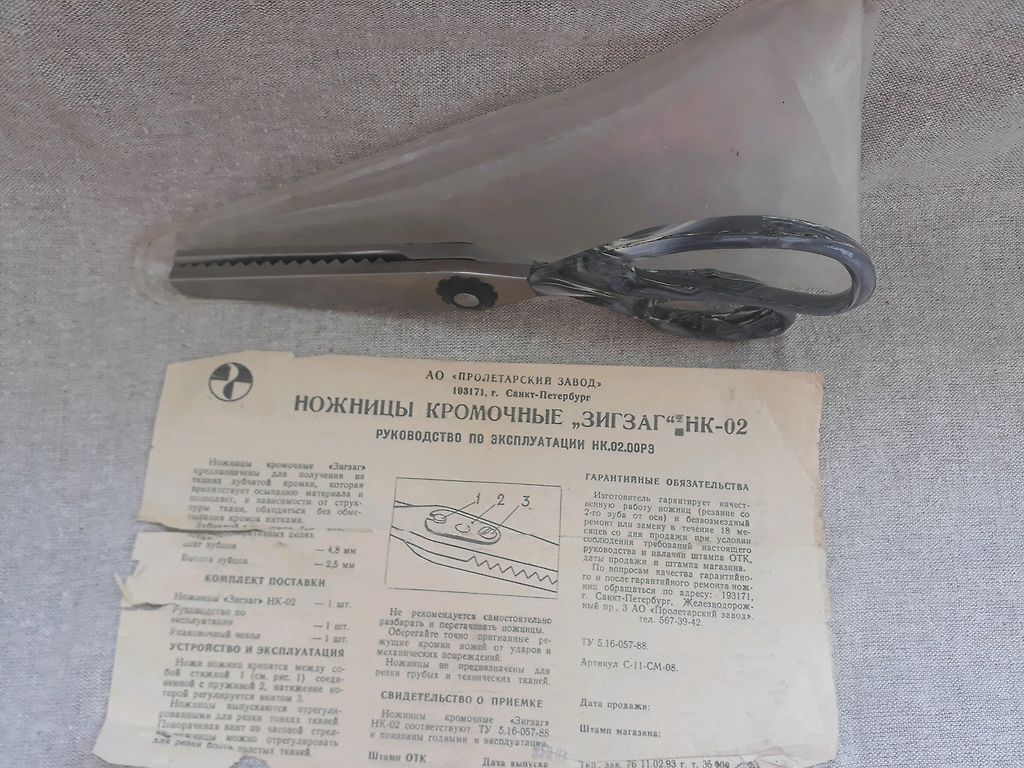 АО «ПРОЛЕТАРСКИЙ ЗАВОД»
193171, г. Санкт-Петербург
НОЖНИЦЫ КРОМОЧНЫЕ „ЗИГЗАГ“ НК-02
РУКОВОДСТВО ПО ЭКСПЛУАТАЦИИ НК.02.00РЭ
Ножницы кромочные «Зигзаг»
предназначены для получения на
тканях зубчатой кромки, которая
препятствует осыпанию материала и
позволяет, в зависимости от струк-
туры ткани, обходиться без обме-
тывания кромок нитками.
целях
шаг зубцов — 4,8 мм
Высота зубцов — 2,5 мм
КОМПЛЕКТ ПОСТАВКИ
Ножницы «Зигзаг» НК-02 — 1 шт.
Руководство по
эксплуатации — 1 шт.
Упаковочный чехол — 1 шт.
УСТРОЙСТВО И ЭКСПЛУАТАЦИЯ
Ножи ножниц крепятся между со-
бой стяжкой 1 (см. рис. 1) соеди-
ненной с пружиной 2, натяжение ко-
торой регулируется винтом 3.
Ножницы выпускаются отрегули-
рованными для резки тонких тканей.
Поворачивая винт по часовой стрел-
ножницы можно отрегулировать
для резки более толстых тканей.
1 2 3
Не рекомендуется самостоятельно
разбирать и перетачивать ножницы.
Оберегайте точно пригнанные ре-
жущие кромки ножей от ударов и
механических повреждений.
Ножницы не предназначены для
резки грубых и технических тканей.
СВИДЕТЕЛЬСТВО О ПРИЕМКЕ
Ножницы кромочные «Зигзаг»
НК-02 соответствуют ТУ 5.16-057-88
и признаны годными к эксплуатации.
Штамп ОТК Дата выпуска
ГАРАНТИЙНЫЕ ОБЯЗАТЕЛЬСТВА
Изготовитель гарантирует качест-
венную работу ножниц (резание со
2-го зуба от оси) и безвозмездный
ремонт или замену в течение 18 ме-
сяцев со дня продажи при условии
соблюдения требований настоящего
руководства и наличии штампа ОТК,
даты продажи и штампа магазина.
По вопросам качества гарантийно-
го и после гарантийного ремонта нож-
ниц обращаться по адресу: 193171,
г. Санкт-Петербург, Железнодорож-
ный пр., 3 АО «Пролетарский завод».
тел. 567-39-42.
ТУ 5.16-057-88.
Артикул С-11-СМ-08.
Дата продажи:
Штамп магазина:
Тер. зак. 76 11.02.93 г. т.